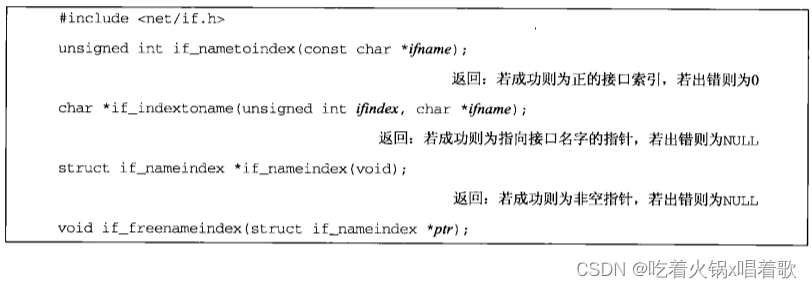 #include <net/if.h>
unsigned int if_nametoindex(const char *ifname);
返回：若成功则为正的接口索引，若出错则为0
char *if_indextoname(unsigned int ifindex, char *ifname);
返回：若成功则为指向接口名字的指针，若出错则为NULL
struct if_nameindex *if_nameindex(void);
返回：若成功则为非空指针，若出错则为NULL
void if_freenameindex(struct if_nameindex *ptr);
CSDN @吃着火锅x唱着歌